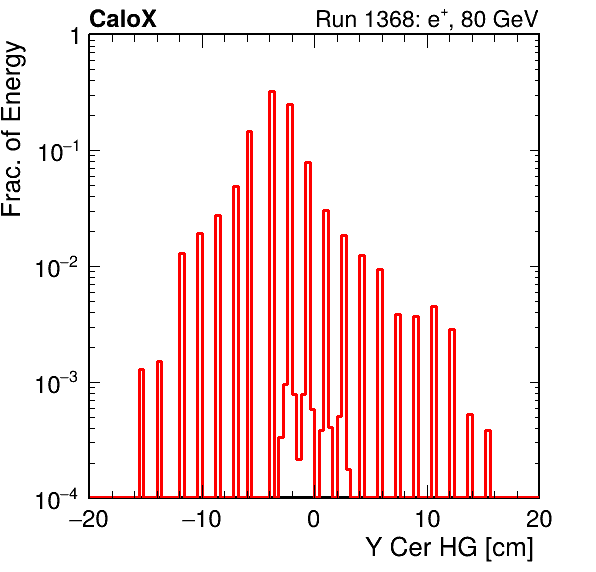 CaloX Run 1368: e⁺, 80 GeV
Frac. of Energy
1
10⁻¹
10⁻²
10⁻³
10⁻⁴
−20 −10 0 10 20
Y Cer HG [cm]